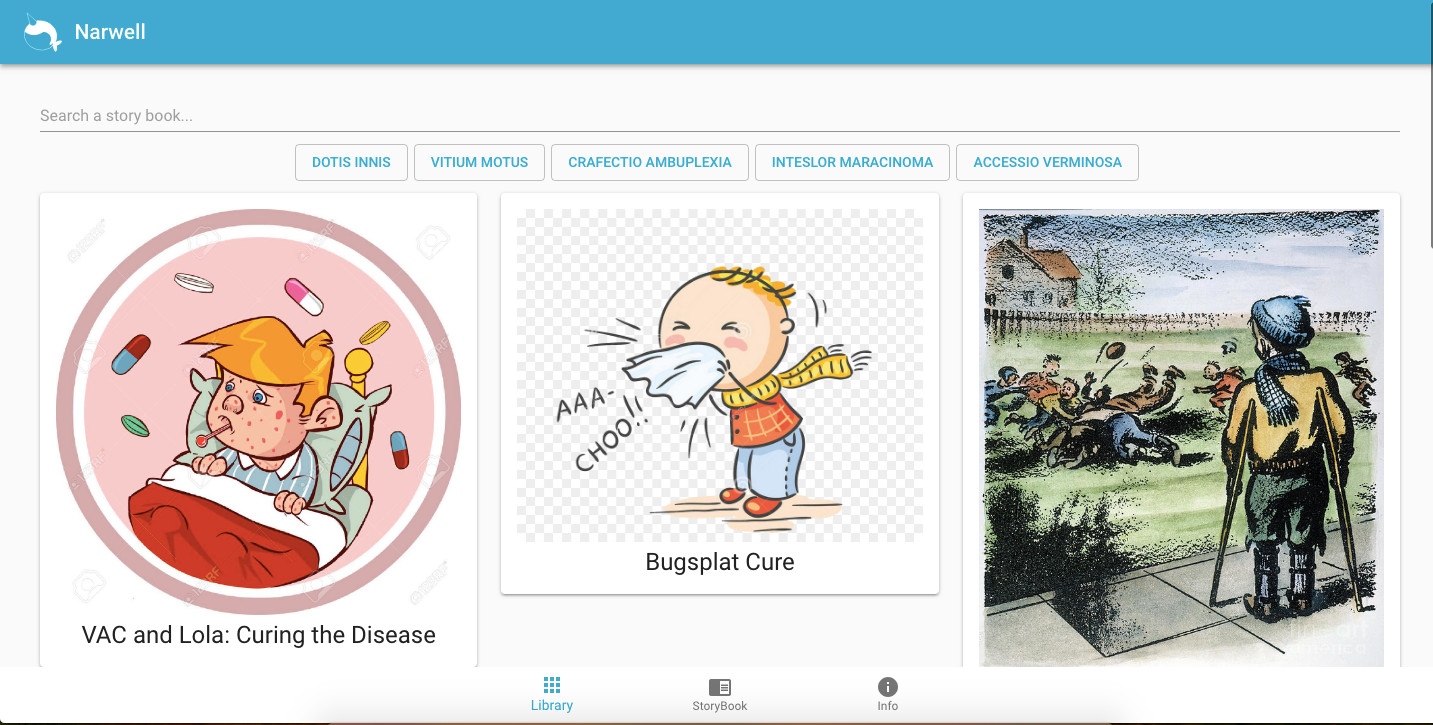 Narwell
Search a story book...
DOTIS INNIS VITIUM MOTUS CRAFECTIO AMBUPLEXIA INTESLOR MARACINOMA ACCESSIO VERMINOSA
AAA-
CHOO!!
Bugsplat Cure
VAC and Lola: Curing the Disease
Library StoryBook Info